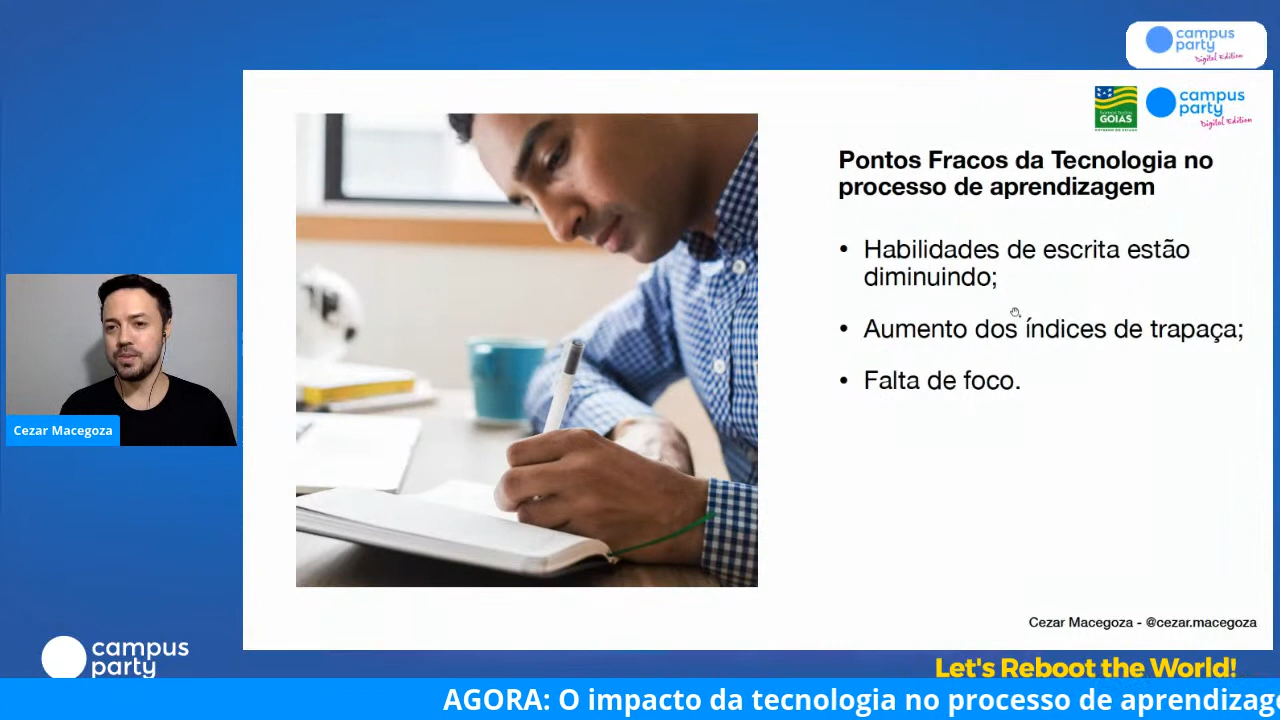 campus
party
Digital Edition
GOIÁS
campus
party
Digital Edition
Pontos Fracos da Tecnologia no
processo de aprendizagem
• Habilidades de escrita estão
diminuindo;
• Aumento dos índices de trapaça;
• Falta de foco.
Cezar Macegoza
Cezar Macegoza - @cezar.macegoza
campus
party
Let's Reboot the World!
AGORA: O impacto da tecnologia no processo de aprendizag